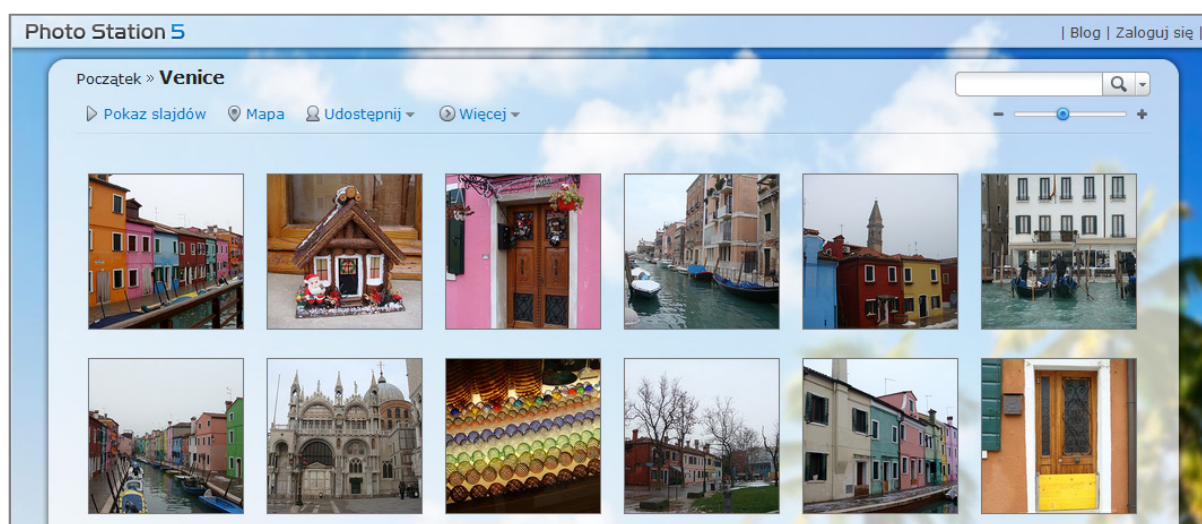 Photo Station 5
| Blog | Zaloguj się |
Początek » Venice
Pokaz slajdów Mapa Udostępnij Więcej